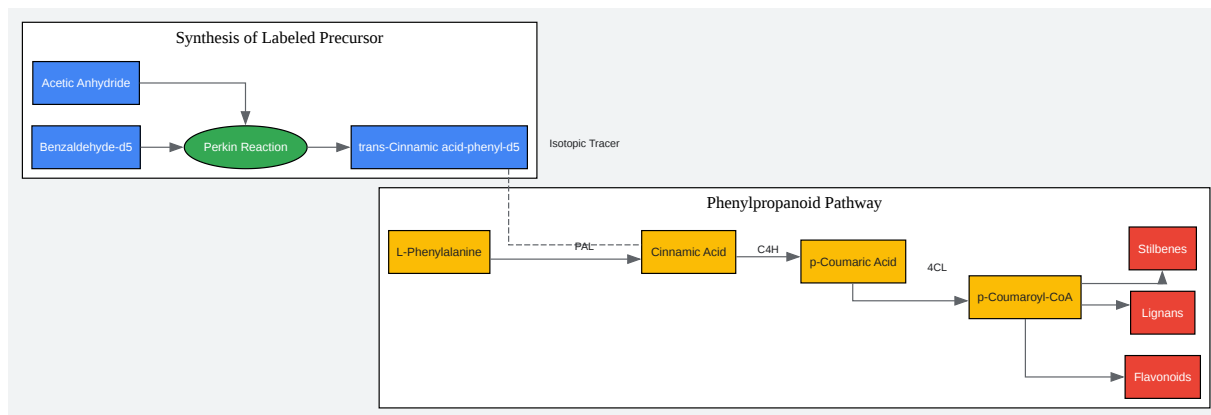 Synthesis of Labeled Precursor
Acetic Anhydride
Benzaldehyde-d5
Perkin Reaction
trans-Cinnamic acid-phenyl-d5
Isotopic Tracer
Phenylpropanoid Pathway
L-Phenylalanine
PAL
Cinnamic Acid
C4H
p-Coumaric Acid
4CL
p-Coumaroyl-CoA
Stilbenes
Lignans
Flavonoids